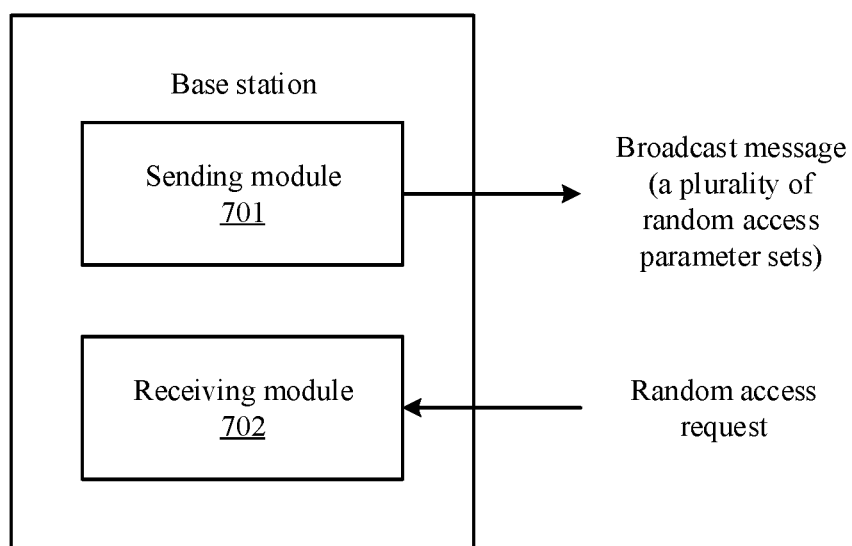 Base station
Sending module
701
Broadcast message
(a plurality of
random access
parameter sets)
Receiving module
702
Random access
request